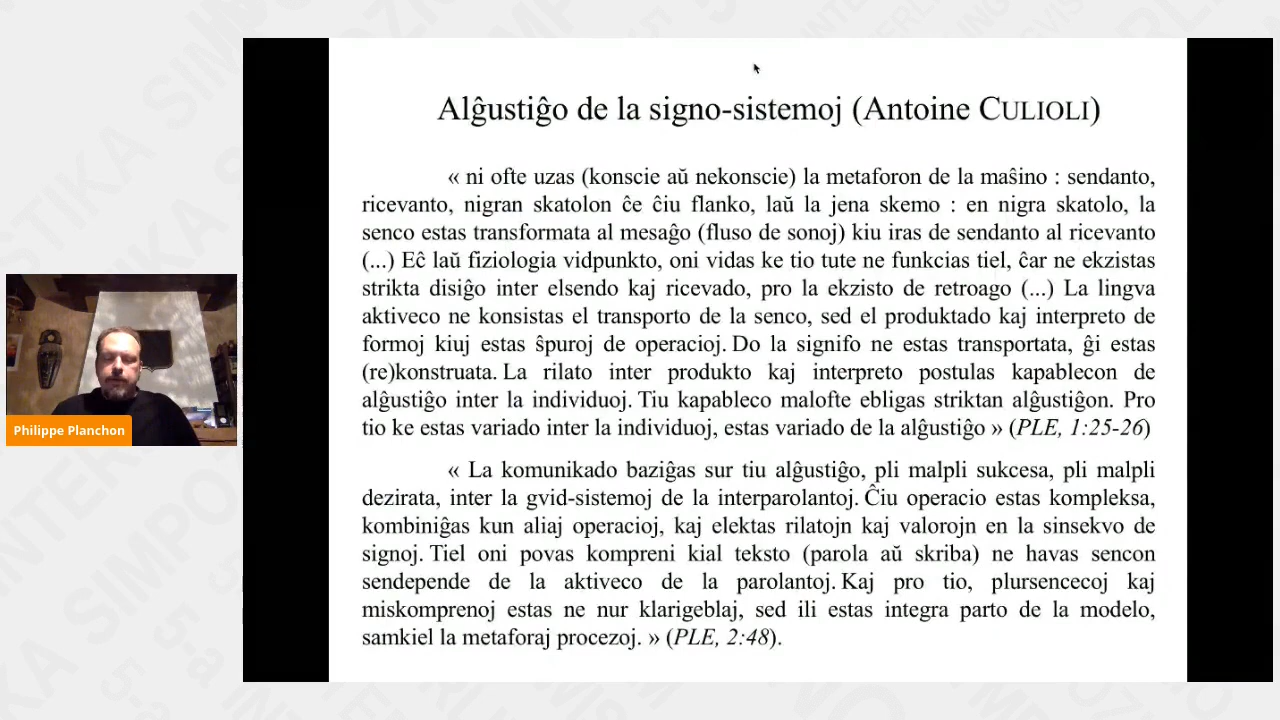 Alĝustiĝo de la signo-sistemoj (Antoine CULIOLI)
« ni ofte uzas (konscie aŭ nekonscie) la metaforon de la maŝino : sendanto,
ricevanto, nigran skatolon ĉe ĉiu flanko, laŭ la jena skemo : en nigra skatolo, la
senco estas transformata al mesaĝo (fluso de sonoj) kiu iras de sendanto al ricevanto
(...) Eĉ laŭ fiziologia vidpunkto, oni vidas ke tio tute ne funkcias tiel, ĉar ne ekzistas
strikta disiĝo inter elsendo kaj ricevado, pro la ekzisto de retroago (...) La lingva
aktiveco ne konsistas el transporto de la senco, sed el produktado kaj interpreto de
formoj kiuj estas ŝpuroj de operacioj. Do la signifo ne estas transportata, ĝi estas
(re)konstruata. La rilato inter produkto kaj interpreto postulas kapablecon de
alĝustiĝo inter la individuoj. Tiu kapableco malofte ebligas striktan alĝustiĝon. Pro
tio ke estas variado inter la individuoj, estas variado de la alĝustiĝo » (PLE, 1:25-26)
« La komunikado baziĝas sur tiu alĝustiĝo, pli malpli sukcesa, pli malpli
dezirata, inter la gvid-sistemoj de la interparolantoj. Ĉiu operacio estas kompleksa,
kombiniĝas kun aliaj operacioj, kaj elektas rilatojn kaj valorojn en la sinsekvo de
signoj. Tiel oni povas kompreni kial teksto (parola aŭ skriba) ne havas sencon
sendepende de la aktiveco de la parolantoj. Kaj pro tio, plursencecoj kaj
miskomprenoj estas ne nur klarigeblaj, sed ili estas integra parto de la modelo,
samkiel la metaforaj procezoj. » (PLE, 2:48).
Philippe Planchon